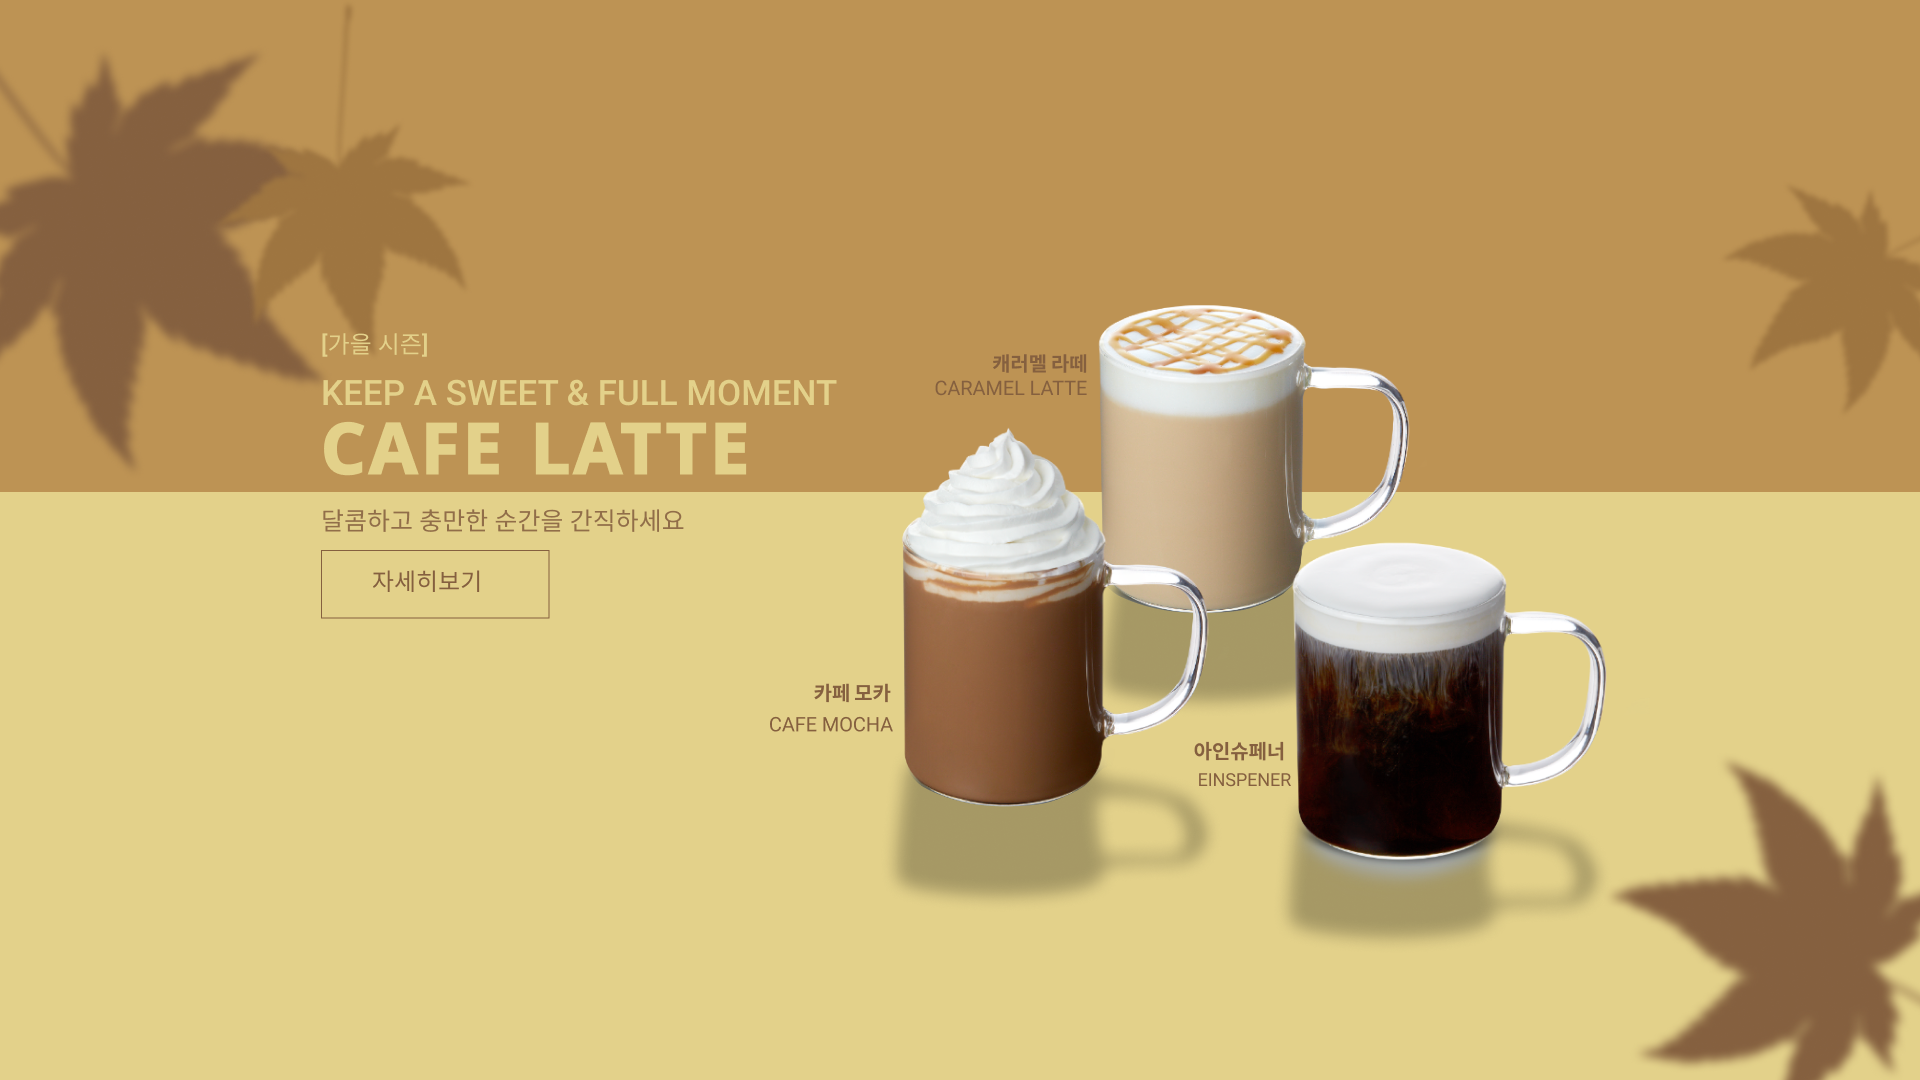 [가을 시즌]
KEEP A SWEET & FULL MOMENT
CAFE LATTE
달콤하고 충만한 순간을 간직하세요
자세히보기
캐러멜 라떼
CARAMEL LATTE
카페 모카
CAFE MOCHA
아인슈페너
EINSPENER